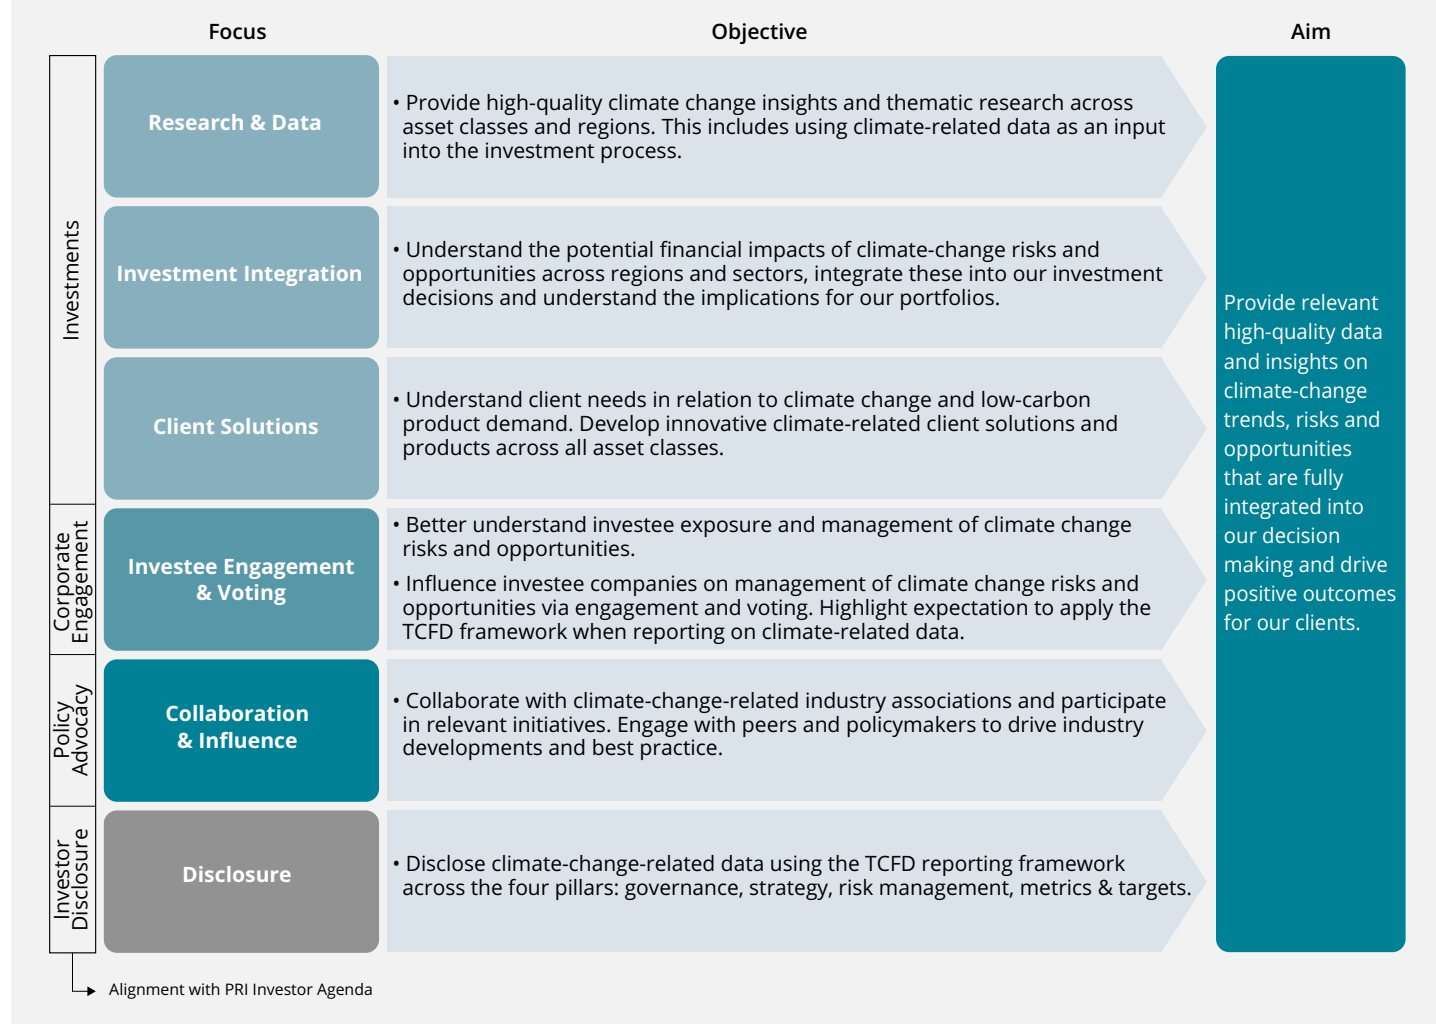 Focus
Objective
Aim
Investments
Research & Data
• Provide high-quality climate change insights and thematic research across
asset classes and regions. This includes using climate-related data as an input
into the investment process.
Investment Integration
• Understand the potential financial impacts of climate-change risks and
opportunities across regions and sectors, integrate these into our investment
decisions and understand the implications for our portfolios.
Client Solutions
• Understand client needs in relation to climate change and low-carbon
product demand. Develop innovative climate-related client solutions and
products across all asset classes.
Corporate
Engagement
Investee Engagement
& Voting
• Better understand investee exposure and management of climate change
risks and opportunities.
• Influence investee companies on management of climate change risks and
opportunities via engagement and voting. Highlight expectation to apply the
TCFD framework when reporting on climate-related data.
Policy
Advocacy
Collaboration
& Influence
• Collaborate with climate-change-related industry associations and participate
in relevant initiatives. Engage with peers and policymakers to drive industry
developments and best practice.
Investor
Disclosure
Disclosure
• Disclose climate-change-related data using the TCFD reporting framework
across the four pillars: governance, strategy, risk management, metrics & targets.
Provide relevant
high-quality data
and insights on
climate-change
trends, risks and
opportunities
that are fully
integrated into
our decision
making and drive
positive outcomes
for our clients.
Alignment with PRI Investor Agenda